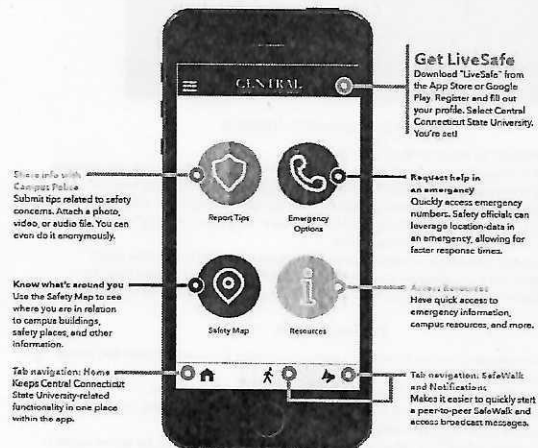 Get LiveSafe
Download "LiveSafe" from
the App Store or Google
Play. Register and fill out
your profile. Select Central
Connecticut State University.
You're set!
CENTRAL
Share info with
Campus Police
Submit tips related to safety
concerns. Attach a photo,
video, or audio file. You can
even do it anonymously.
Report Tips
Emergency
Options
Request help in
an emergency
Quickly access emergency
numbers. Safety officials can
leverage location-data in
an emergency, allowing for
faster response times.
Know what's around you
Use the Safety Map to see
where you are in relation
to campus buildings,
safety places, and other
information.
Safety Map
Resources
Access Resources
Have quick access to
emergency information,
campus resources, and more.
Tab navigation: Home
Keeps Central Connecticut
State University-related
functionality in one place
within the app.
Tab navigation: SafeWalk
and Notifications
Makes it easier to quickly start
a peer-to-peer SafeWalk and
access broadcast messages.